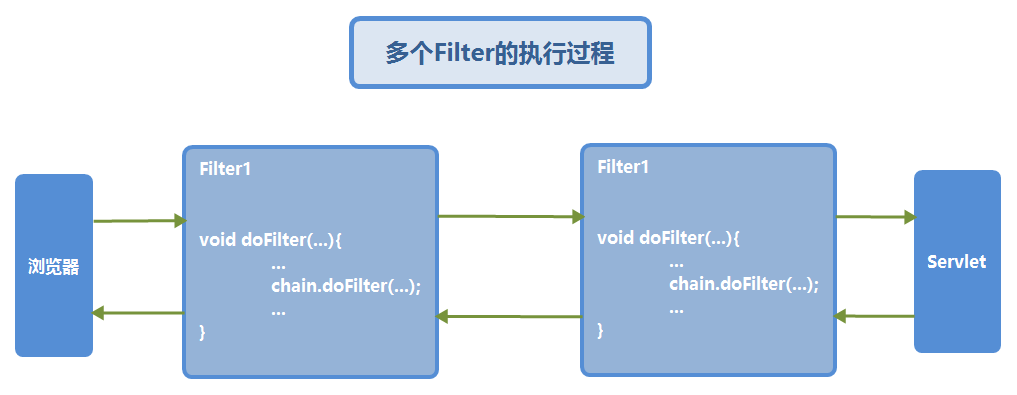 多个Filter的执行过程
浏览器
Filter1
void doFilter(...){
...
chain.doFilter(...);
...
}
Filter1
void doFilter(...){
...
chain.doFilter(...);
...
}
Servlet